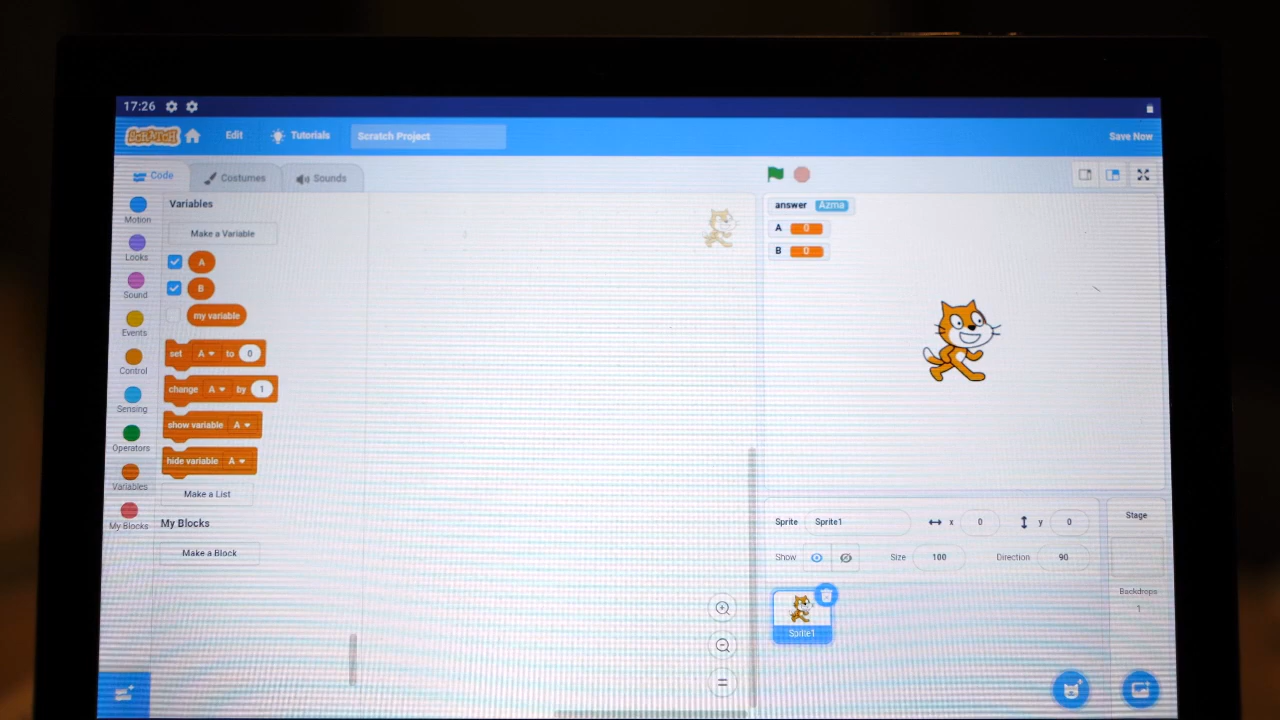 17:26
SCRATCH Edit Tutorials Scratch Project Save Now
Code Costumes Sounds
Motion
Looks
Sound
Events
Control
Sensing
Operators
Variables
My Blocks
Variables
Make a Variable
A
B
my variable
set A to 0
change A by 1
show variable A
hide variable A
Make a List
My Blocks
Make a Block
answer Azma
A 0
B 0
Sprite Sprite1 x 0 y 0
Show Size 100 Direction 90
Sprite1
Stage
Backdrops
1